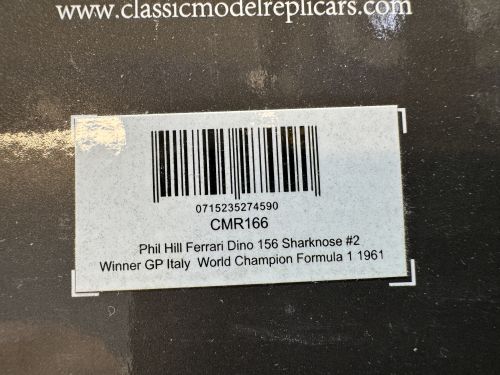 www.classicmodelreplicars.com
0715235274590
CMR166
Phil Hill Ferrari Dino 156 Sharknose #2
Winner GP Italy World Champion Formula 1 1961